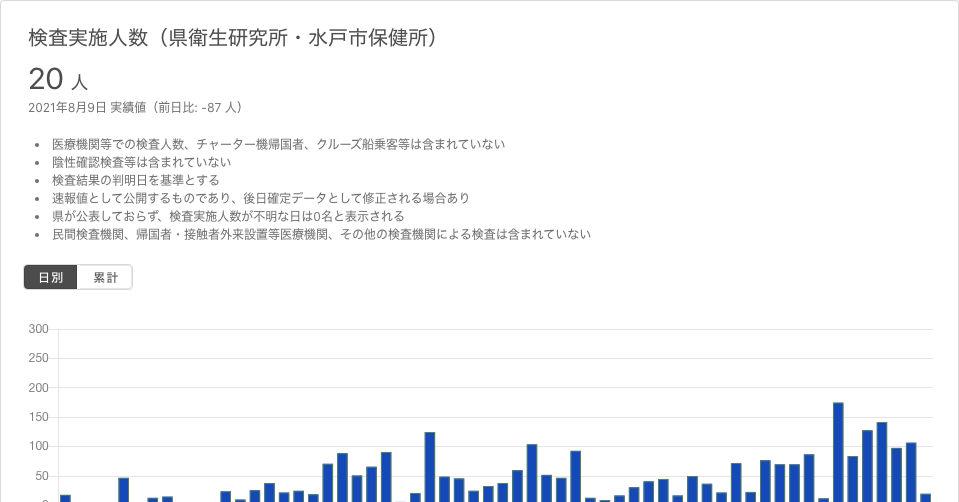 検査実施人数（県衛生研究所・水戸市保健所）
20 人
2021年8月9日 実績値（前日比: -87 人）
• 医療機関等での検査人数、チャーター機帰国者、クルーズ船乗客等は含まれていない
• 陰性確認検査等は含まれていない
• 検査結果の判明日を基準とする
• 速報値として公開するものであり、後日確定データとして修正される場合あり
• 県が公表しておらず、検査実施人数が不明な日は0名と表示される
• 民間検査機関、帰国者・接触者外来設置等医療機関、その他の検査機関による検査は含まれていない
日別 累計
300
250
200
150
100
50
0